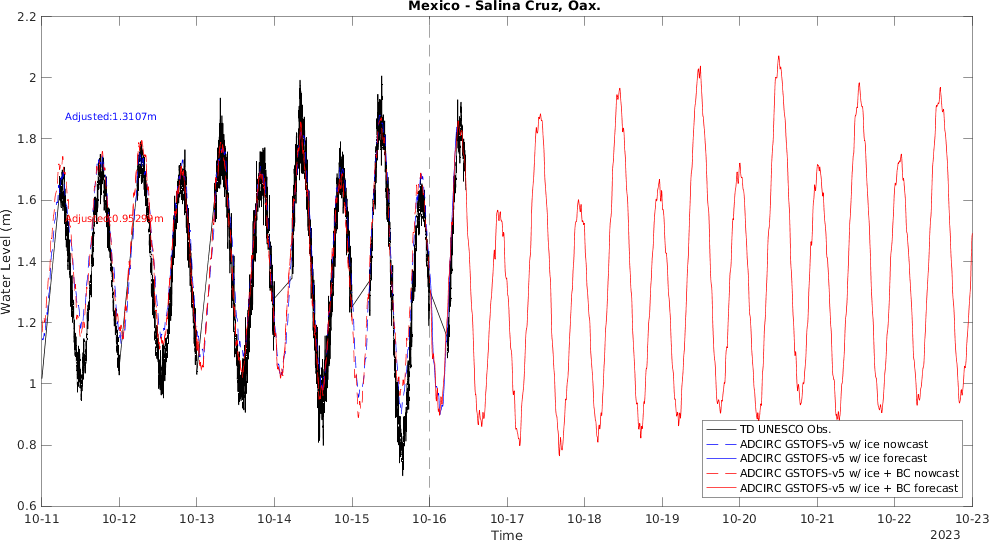 Mexico - Salina Cruz, Oax.
2.2
2
1.8
1.6
1.4
1.2
1
0.8
0.6
Water Level (m)
Adjusted:1.3107m
Adjusted:0.95299m
TD UNESCO Obs.
ADCIRC GSTOFS-v5 w/ ice nowcast
ADCIRC GSTOFS-v5 w/ ice forecast
ADCIRC GSTOFS-v5 w/ ice + BC nowcast
ADCIRC GSTOFS-v5 w/ ice + BC forecast
10-11 10-12 10-13 10-14 10-15 10-16 10-17 10-18 10-19 10-20 10-21 10-22 10-23
Time
2023